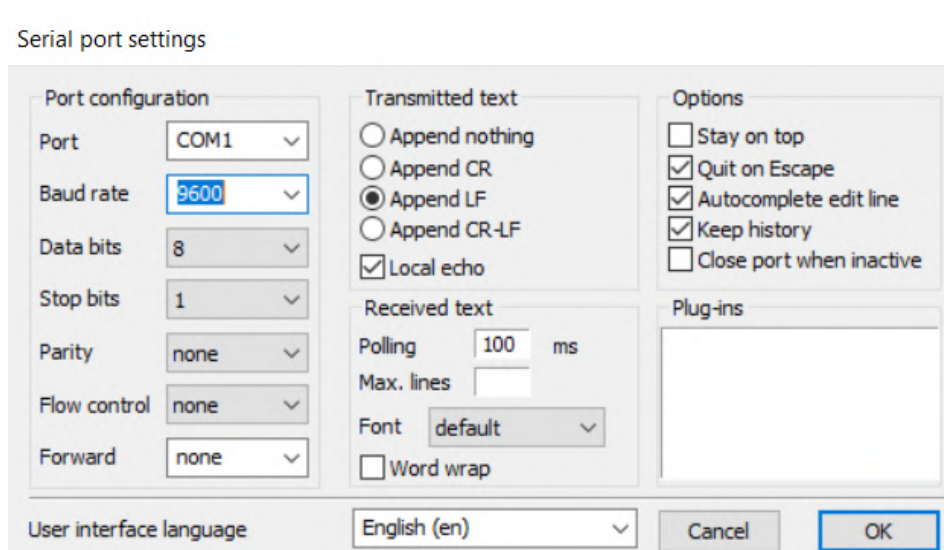 Serial port settings
Port configuration
Port COM1
Baud rate 9600
Data bits 8
Stop bits 1
Parity none
Flow control none
Forward none
Transmitted text
Append nothing
Append CR
Append LF
Append CR-LF
Local echo
Received text
Polling 100 ms
Max. lines
Font default
Word wrap
Options
Stay on top
Quit on Escape
Autocomplete edit line
Keep history
Close port when inactive
Plug-ins
User interface language English (en) Cancel OK